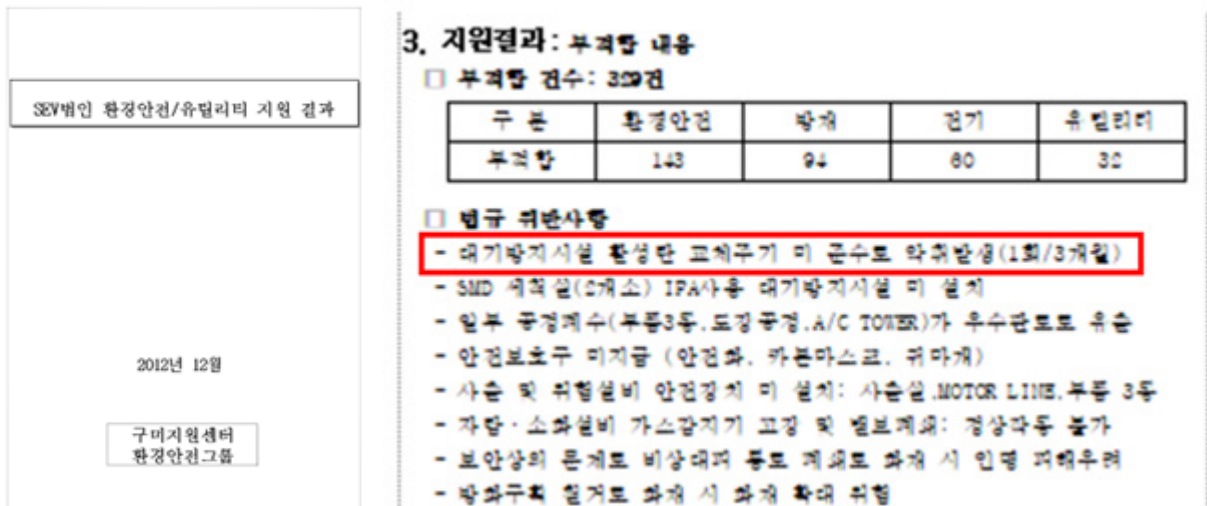 SEV법인 환경안전/유틸리티 지원 결과
2012년 12월
구미지원센터
환경안전그룹
3. 지원결과: 부적합 내용
□ 부적합 건수: 329건
구 분 환경안전 방재 전기 유틸리티
부적합 143 94 60 32
□ 법규 위반사항
- 대기방지시설 활성탄 교체주기 미 준수로 악취발생(1회/3개월)
- SMD 세척실(2개소) IPA사용 대기방지시설 미 설치
- 일부 공정폐수(부품3동,도장공정,A/C TOWER)가 우수관로로 유출
- 안전보호구 미지급 (안전화, 카본마스크, 귀마개)
- 사출 및 위험설비 안전장치 미 설치: 사출실,MOTOR LINE,부품 3동
- 자탐·소화설비 가스감지기 고장 및 밸브폐쇄: 정상작동 불가
- 보안상의 문제로 비상대피 통로 폐쇄로 화재 시 인명 피해우려
- 방화구획 철거로 화재 시 화재 확대 위험